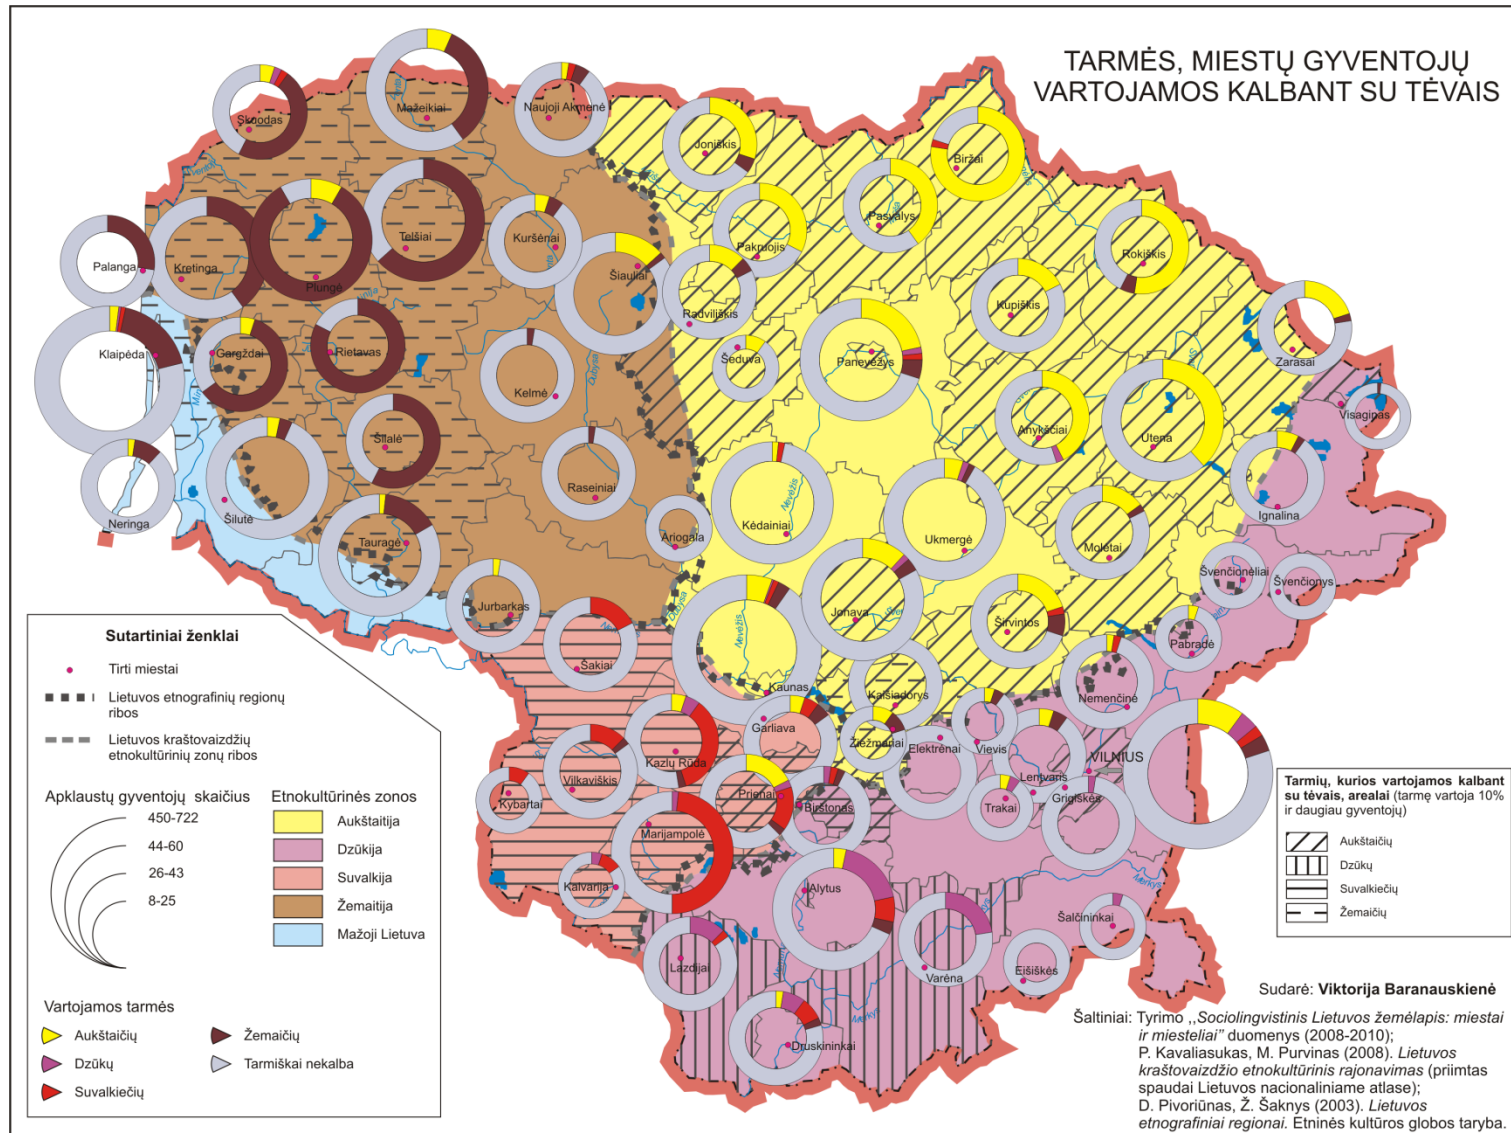 TARMĖS, MIESTŲ GYVENTOJŲ
VARTOJAMOS KALBANT SU TĖVAIS
Mažeikiai
Skuodas
Naujoji Akmenė
Joniškis
Biržai
Pasvalys
Telšiai
Kuršėnai
Pakruojis
Rokiškis
Palanga
Kretinga
Plungė
Šiauliai
Radviliškis
Kupiškis
Klaipėda
Gargždai
Rietavas
Šeduva
Panevėžys
Zarasai
Kelmė
Visaginas
Šilalė
Anykščiai
Utena
Raseiniai
Neringa
Šilutė
Tauragė
Ariogala
Kėdainiai
Ukmergė
Molėtai
Ignalina
Švenčionėliai
Švenčionys
Jurbarkas
Jonava
Širvintos
Pabradė
Šakiai
Kaunas
Kaišiadorys
Nemenčinė
Garliava
Žiežmariai
Elektrėnai
Vievis
VILNIUS
Kazlų Rūda
Vilkaviškis
Kybartai
Prienai
Birštonas
Lentvaris
Trakai
Grigiškės
Marijampolė
Kalvarija
Alytus
Lazdijai
Varėna
Šalčininkai
Eišiškės
Druskininkai
Nevėžis
Nevėžis
Dubysa
Dubysa
Merkys
Merkys
Sutartiniai ženklai
Tirti miestai
Lietuvos etnografinių regionų
ribos
Lietuvos kraštovaizdžių
etnokultūrinių zonų ribos
Apklaustų gyventojų skaičius
450-722
44-60
26-43
8-25
Etnokultūrinės zonos
Aukštaitija
Dzūkija
Suvalkija
Žemaitija
Mažoji Lietuva
Vartojamos tarmės
Aukštaičių
Dzūkų
Suvalkiečių
Žemaičių
Tarmiškai nekalba
Tarmių, kurios vartojamos kalbant
su tėvais, arealai (tarmę vartoja 10%
ir daugiau gyventojų)
Aukštaičių
Dzūkų
Suvalkiečių
Žemaičių
Sudarė: Viktorija Baranauskienė
Šaltiniai: Tyrimo ,,Sociolingvistinis Lietuvos žemėlapis: miestai
ir miesteliai” duomenys (2008-2010);
P. Kavaliasukas, M. Purvinas (2008). Lietuvos
kraštovaizdžio etnokultūrinis rajonavimas (priimtas
spaudai Lietuvos nacionaliniame atlase);
D. Pivoriūnas, Ž. Šaknys (2003). Lietuvos
etnografiniai regionai. Etninės kultūros globos taryba.